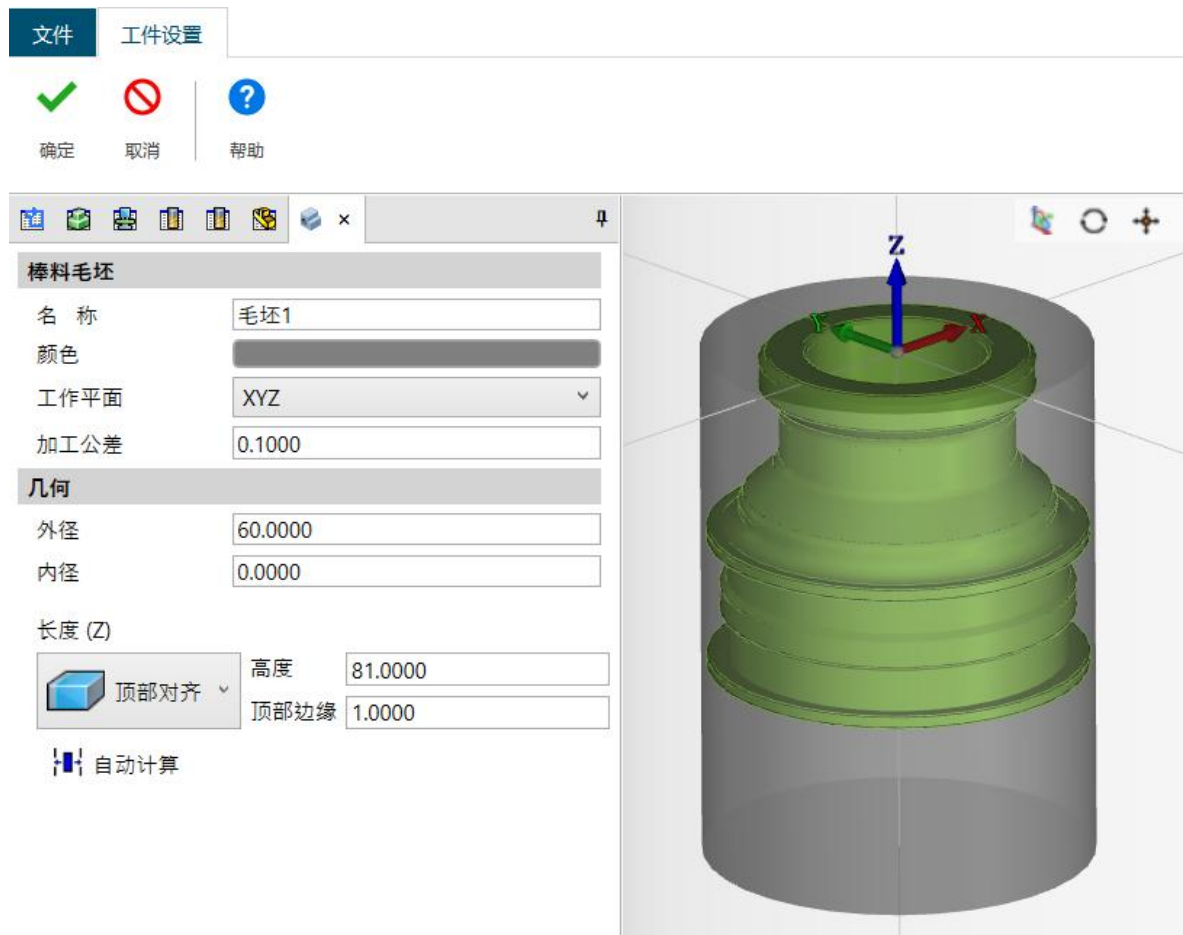 文件 工件设置
确定 取消 帮助
棒料毛坯
名 称 毛坯1
颜色
工作平面 XYZ
加工公差 0.1000
几何
外径 60.0000
内径 0.0000
长度 (Z)
顶部对齐 高度 81.0000
顶部边缘 1.0000
自动计算
Z
Y X